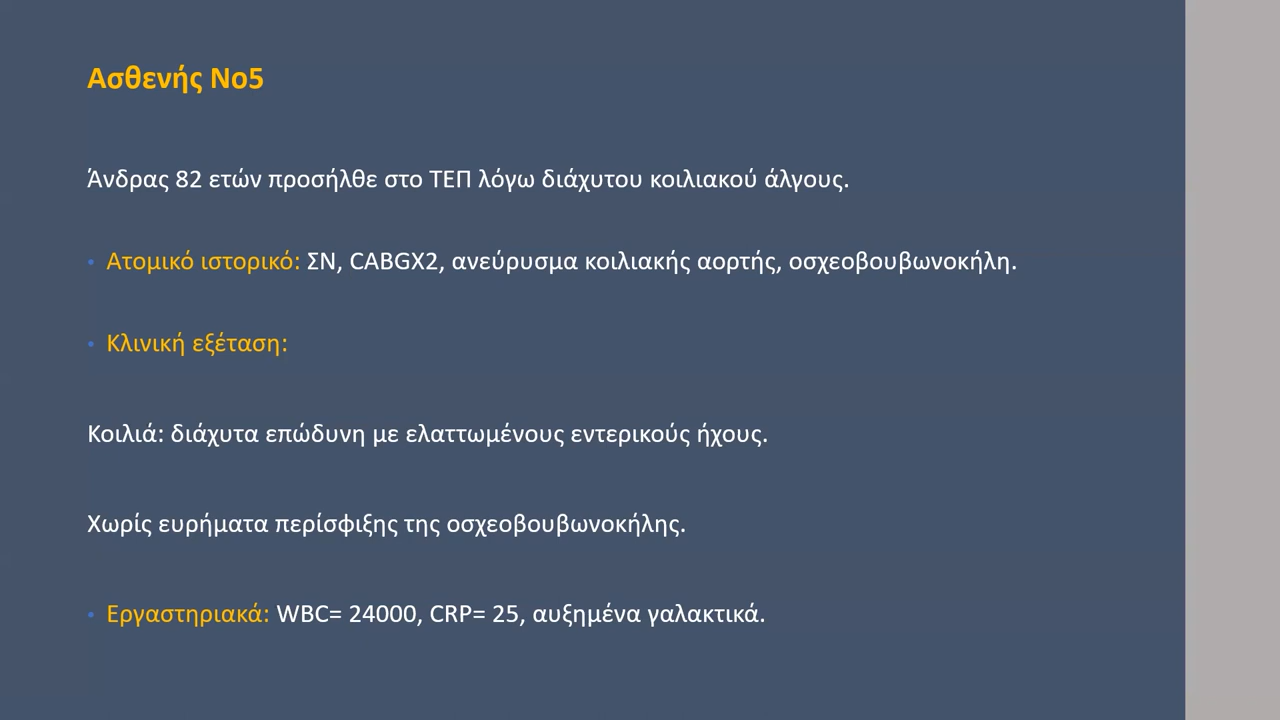 Ασθενής Νο5
Άνδρας 82 ετών προσήλθε στο ΤΕΠ λόγω διάχυτου κοιλιακού άλγους.
• Ατομικό ιστορικό: ΣΝ, CABGX2, ανεύρυσμα κοιλιακής αορτής, οσχεοβουβωνοκήλη.
• Κλινική εξέταση:
Κοιλιά: διάχυτα επώδυνη με ελαττωμένους εντερικούς ήχους.
Χωρίς ευρήματα περίσφιξης της οσχεοβουβωνοκήλης.
• Εργαστηριακά: WBC= 24000, CRP= 25, αυξημένα γαλακτικά.